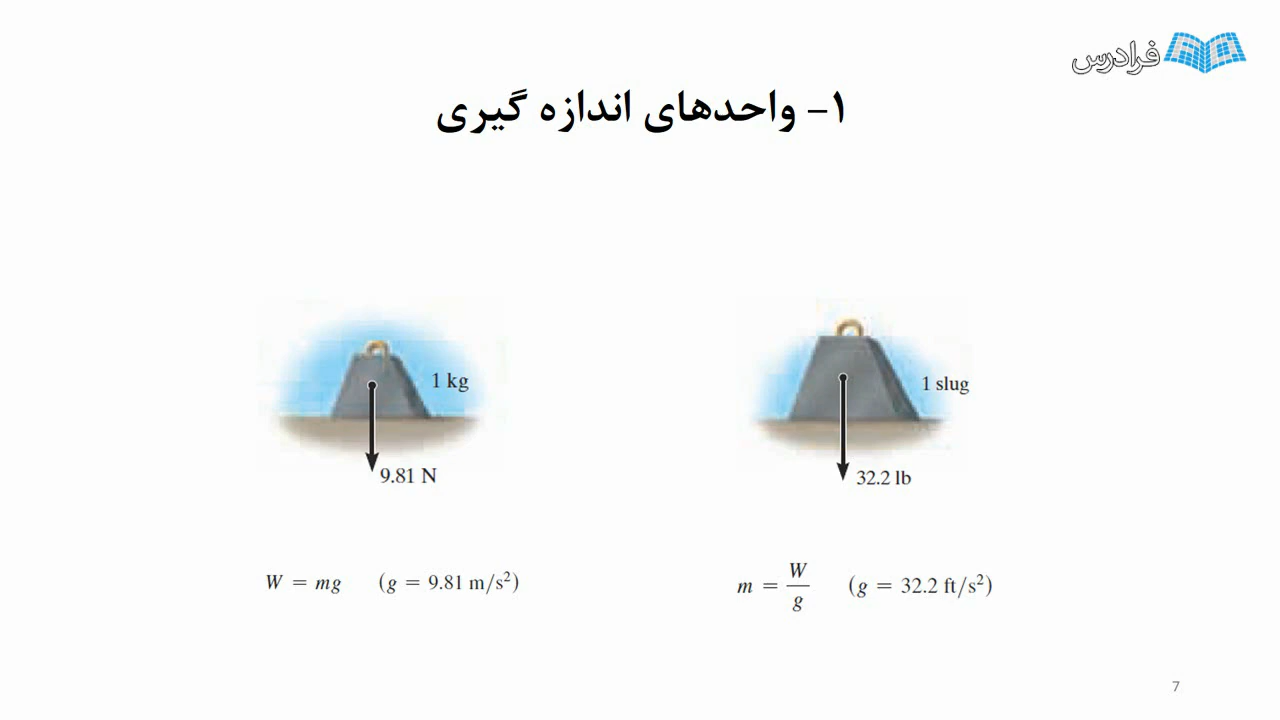 فرادرس
۱- واحدهای اندازه گیری
1 kg
9.81 N
W = mg (g = 9.81 m/s²)
1 slug
32.2 lb
m = W/g (g = 32.2 ft/s²)
7